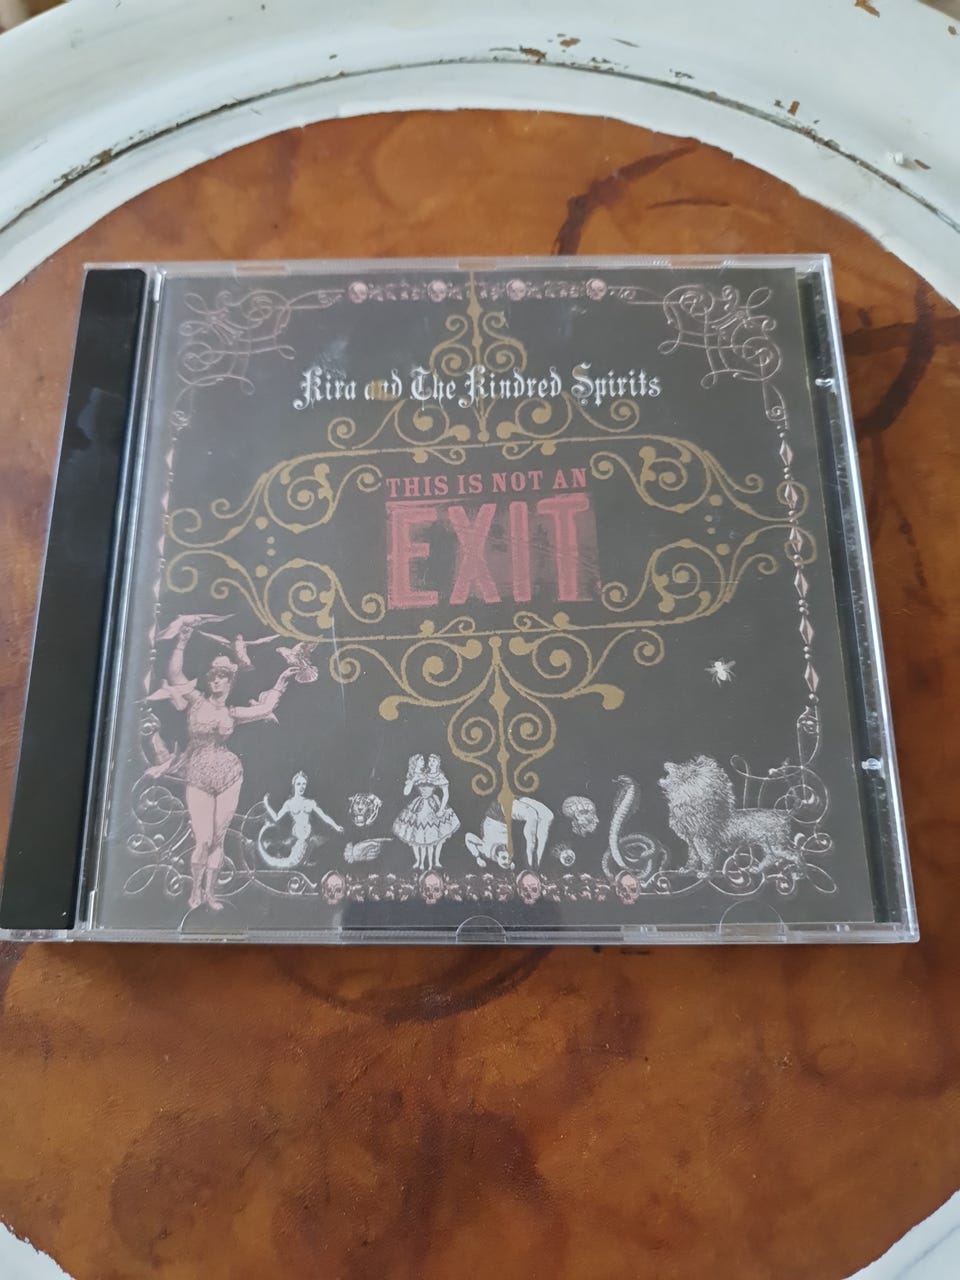 Kira and The Kindred Spirits
THIS IS NOT AN
EXIT